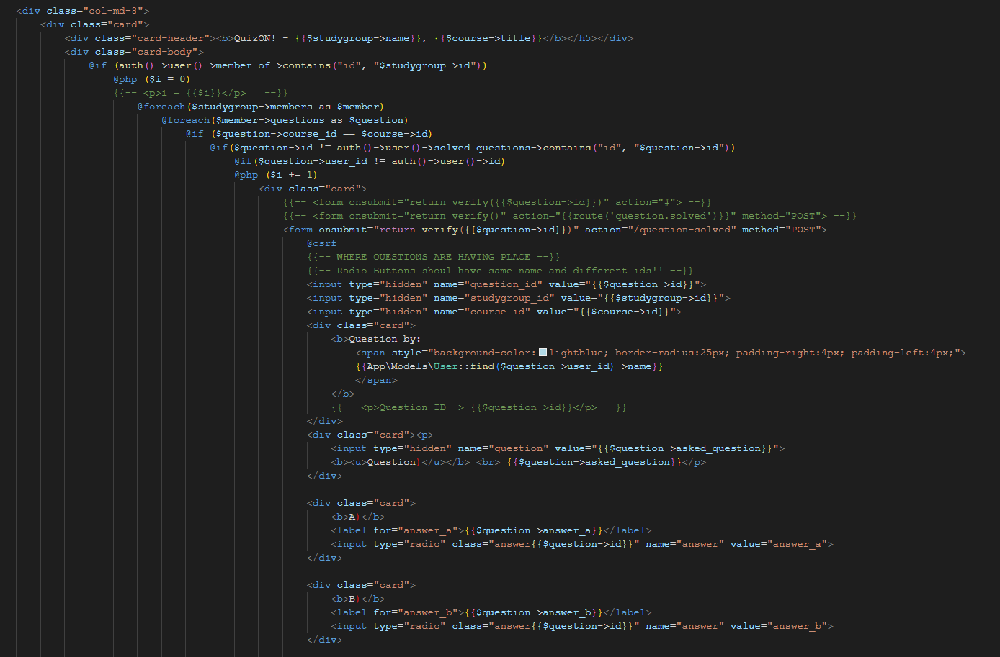 <div class="col-md-8">
<div class="card">
<div class="card-header"><b>QuizON! - {{$studygroup->name}}, {{$course->title}}</b></h5></div>
<div class="card-body">
@if (auth()->user()->member_of->contains("id", "$studygroup->id"))
@php ($i = 0)
{{-- <p>i = {{$i}}</p>   --}}
@foreach($studygroup->members as $member)
@foreach($member->questions as $question)
@if ($question->course_id == $course->id)
@if($question->id != auth()->user()->solved_questions->contains("id", "$question->id"))
@if($question->user_id != auth()->user()->id)
@php ($i += 1)
<div class="card">
{{-- <form onsubmit="return verify({{$question->id}})" action="#"> --}}
{{-- <form onsubmit="return verify()" action="{{route('question.solved')}}" method="POST"> --}}
<form onsubmit="return verify({{$question->id}})" action="/question-solved" method="POST">
@csrf
{{-- WHERE QUESTIONS ARE HAVING PLACE --}}
{{-- Radio Buttons shoul have same name and different ids!! --}}
<input type="hidden" name="question_id" value="{{$question->id}}">
<input type="hidden" name="studygroup_id" value="{{$studygroup->id}}">
<input type="hidden" name="course_id" value="{{$course->id}}">
<div class="card">
<b>Question by:
<span style="background-color:lightblue; border-radius:25px; padding-right:4px; padding-left:4px;">
{{App\Models\User::find($question->user_id)->name}}
</span>
</b>
{{-- <p>Question ID -> {{$question->id}}</p> --}}
</div>
<div class="card"><p>
<input type="hidden" name="question" value="{{$question->asked_question}}">
<b><u>Question)</u></b> <br> {{$question->asked_question}}</p>
</div>
<div class="card">
<b>A)</b>
<label for="answer_a">{{$question->answer_a}}</label>
<input type="radio" class="answer{{$question->id}}" name="answer" value="answer_a">
</div>
<div class="card">
<b>B)</b>
<label for="answer_b">{{$question->answer_b}}</label>
<input type="radio" class="answer{{$question->id}}" name="answer" value="answer_b">
</div>